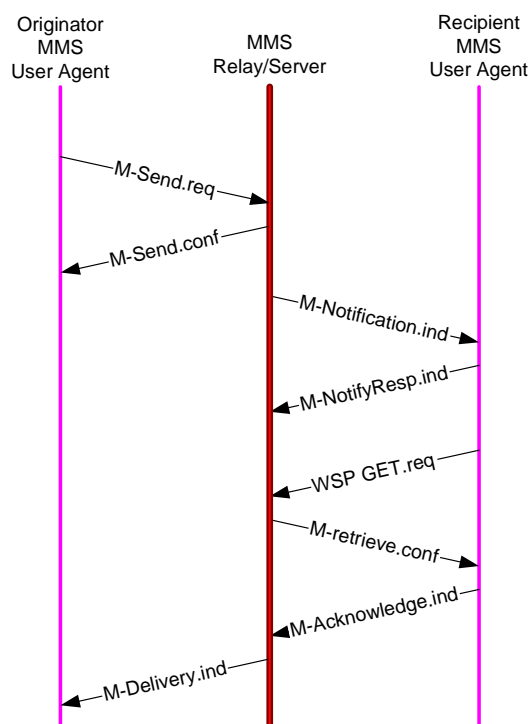 Originator
MMS
User Agent
MMS
Relay/Server
Recipient
MMS
User Agent
M-Send.req
M-Send.conf
M-Notification.ind
M-NotifyResp.ind
WSP GET.req
M-retrieve.conf
M-Acknowledge.ind
M-Delivery.ind